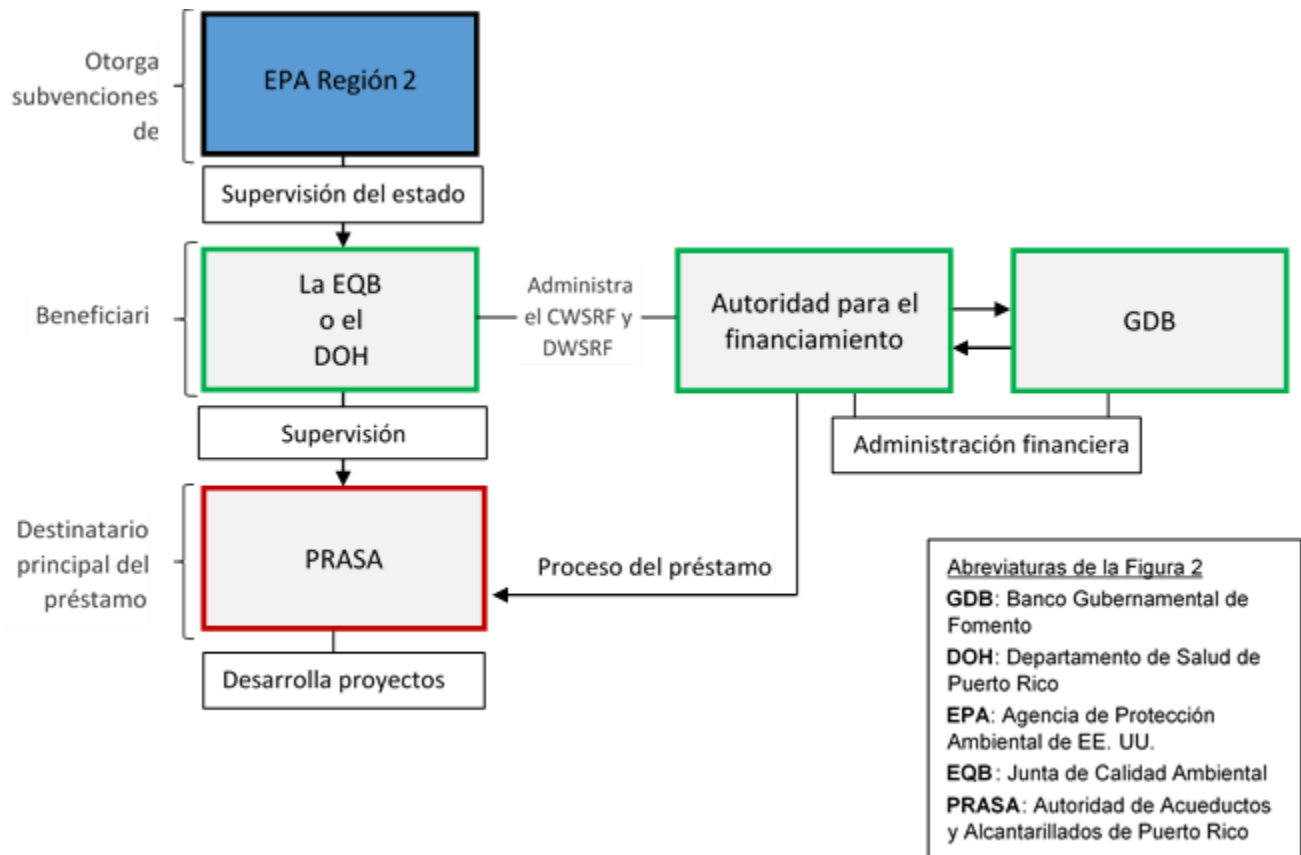 Otorga
subvenciones
de
EPA Región 2
Supervisión del estado
Beneficiari
La EQB
o el
DOH
Administra
el CWSRF y
DWSRF
Autoridad para el
financiamiento
GDB
Supervisión
Administración financiera
Destinatario
principal del
préstamo
PRASA
Proceso del préstamo
Desarrolla proyectos
Abreviaturas de la Figura 2
GDB: Banco Gubernamental de
Fomento
DOH: Departamento de Salud de
Puerto Rico
EPA: Agencia de Protección
Ambiental de EE. UU.
EQB: Junta de Calidad Ambiental
PRASA: Autoridad de Acueductos
y Alcantarillados de Puerto Rico